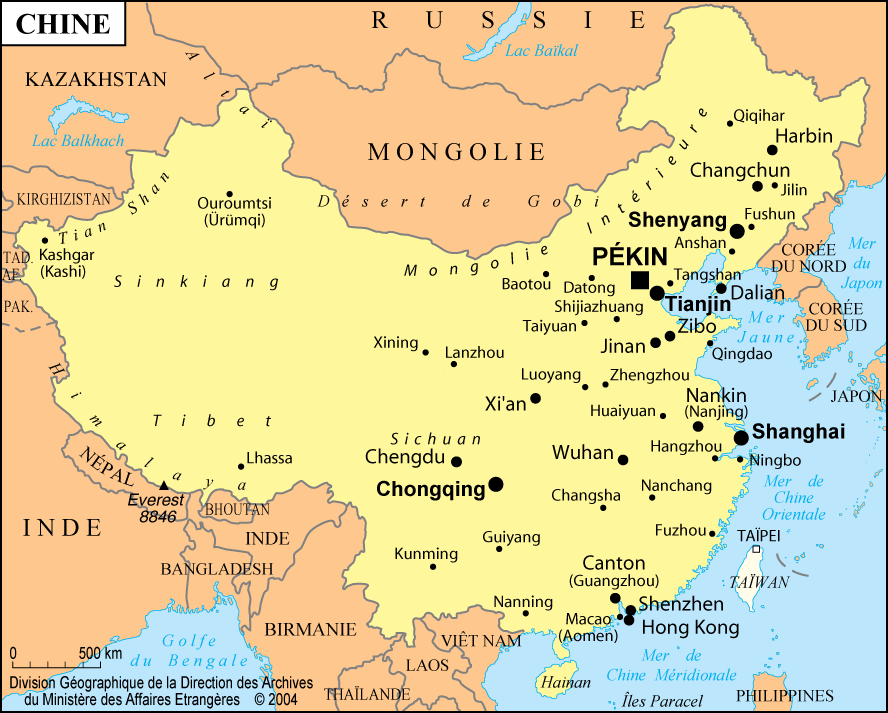 CHINE
RUSSIE
Lac Baïkal
KAZAKHSTAN
Altaï
Lac Balkhach
Qiqihar
Harbin
MONGOLIE
Changchun
Jilin
KIRGHIZISTAN
Tian Shan
Ouroumtsi
(Ürümqi)
Désert de Gobi
Mongolie Intérieure
Shenyang
Fushun
Kashgar
(Kashi)
TAD.
AF.
Anshan
CORÉE
DU NORD
Mer
du
Japon
PÉKIN
Sinkiang
Baotou
Datong
Tangshan
Tianjin
Dalian
PAK.
Shijiazhuang
Taiyuan
Zibo
Mer
Jaune
CORÉE
DU SUD
Xining
Lanzhou
Jinan
Qingdao
Himalaya
Luoyang
Zhengzhou
JAPON
Xi'an
Huaiyuan
Nankin
(Nanjing)
Tibet
Sichuan
Shanghai
Hangzhou
NÉPAL
Lhassa
Chengdu
Wuhan
Ningbo
Everest
8846
Chongqing
Changsha
Nanchang
Mer de
Chine
Orientale
BHOUTAN
INDE
INDE
Guiyang
Fuzhou
TAÏPEI
Kunming
BANGLADESH
Canton
(Guangzhou)
TAÏWAN
Nanning
Shenzhen
Macao
(Aomen)
Hong Kong
BIRMANIE
Golfe
du Bengale
VIÊT NAM
LAOS
Mer de
Chine Méridionale
Hainan
0 500 km
Division Géographique de la Direction des Archives
du Ministère des Affaires Etrangères © 2004
THAÏLANDE
Îles Paracel
PHILIPPINES